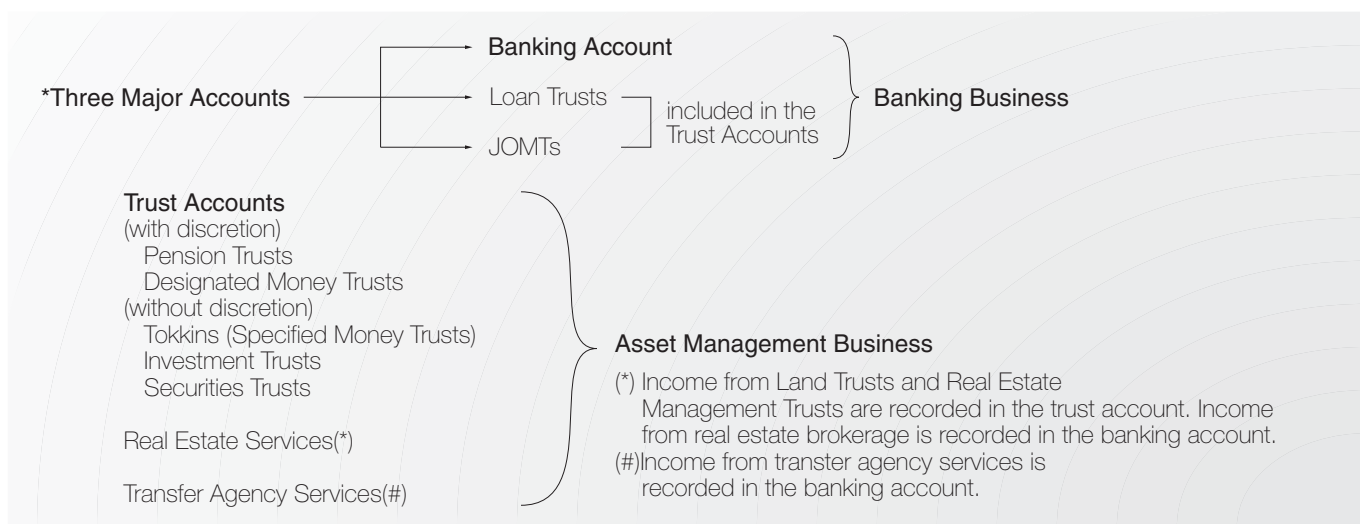 Banking Account
*Three Major Accounts
Loan Trusts
JOMTs
included in the
Trust Accounts
Banking Business
Trust Accounts
(with discretion)
Pension Trusts
Designated Money Trusts
(without discretion)
Tokkins (Specified Money Trusts)
Investment Trusts
Securities Trusts
Real Estate Services(*)
Transfer Agency Services(#)
Asset Management Business
(*) Income from Land Trusts and Real Estate
Management Trusts are recorded in the trust account. Income
from real estate brokerage is recorded in the banking account.
(#)Income from transter agency services is
recorded in the banking account.